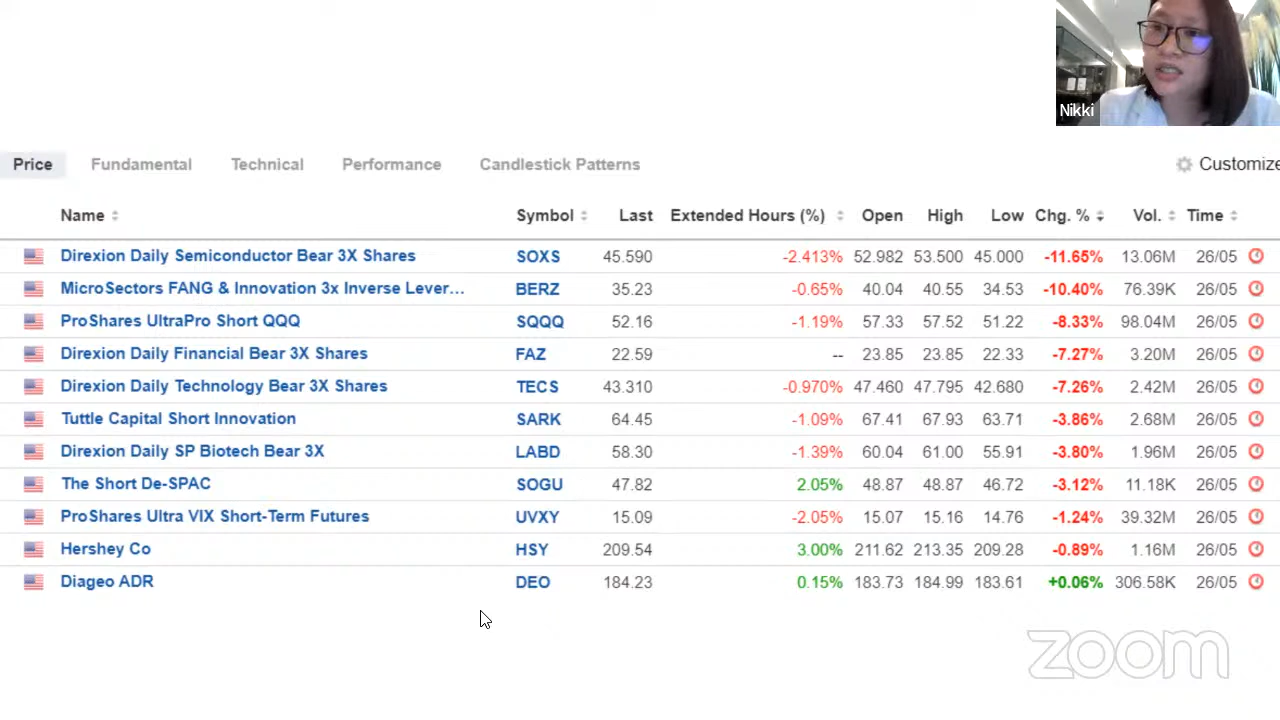 Nikki
Price Fundamental Technical Performance Candlestick Patterns Customize
Name Symbol Last Extended Hours (%) Open High Low Chg. % Vol. Time
Direxion Daily Semiconductor Bear 3X Shares SOXS 45.590 -2.413% 52.982 53.500 45.000 -11.65% 13.06M 26/05
MicroSectors FANG & Innovation 3x Inverse Lever... BERZ 35.23 -0.65% 40.04 40.55 34.53 -10.40% 76.39K 26/05
ProShares UltraPro Short QQQ SQQQ 52.16 -1.19% 57.33 57.52 51.22 -8.33% 98.04M 26/05
Direxion Daily Financial Bear 3X Shares FAZ 22.59 -- 23.85 23.85 22.33 -7.27% 3.20M 26/05
Direxion Daily Technology Bear 3X Shares TECS 43.310 -0.970% 47.460 47.795 42.680 -7.26% 2.42M 26/05
Tuttle Capital Short Innovation SARK 64.45 -1.09% 67.41 67.93 63.71 -3.86% 2.68M 26/05
Direxion Daily SP Biotech Bear 3X LABD 58.30 -1.39% 60.04 61.00 55.91 -3.80% 1.96M 26/05
The Short De-SPAC SOGU 47.82 2.05% 48.87 48.87 46.72 -3.12% 11.18K 26/05
ProShares Ultra VIX Short-Term Futures UVXY 15.09 -2.05% 15.07 15.16 14.76 -1.24% 39.32M 26/05
Hershey Co HSY 209.54 3.00% 211.62 213.35 209.28 -0.89% 1.16M 26/05
Diageo ADR DEO 184.23 0.15% 183.73 184.99 183.61 +0.06% 306.58K 26/05
zoom